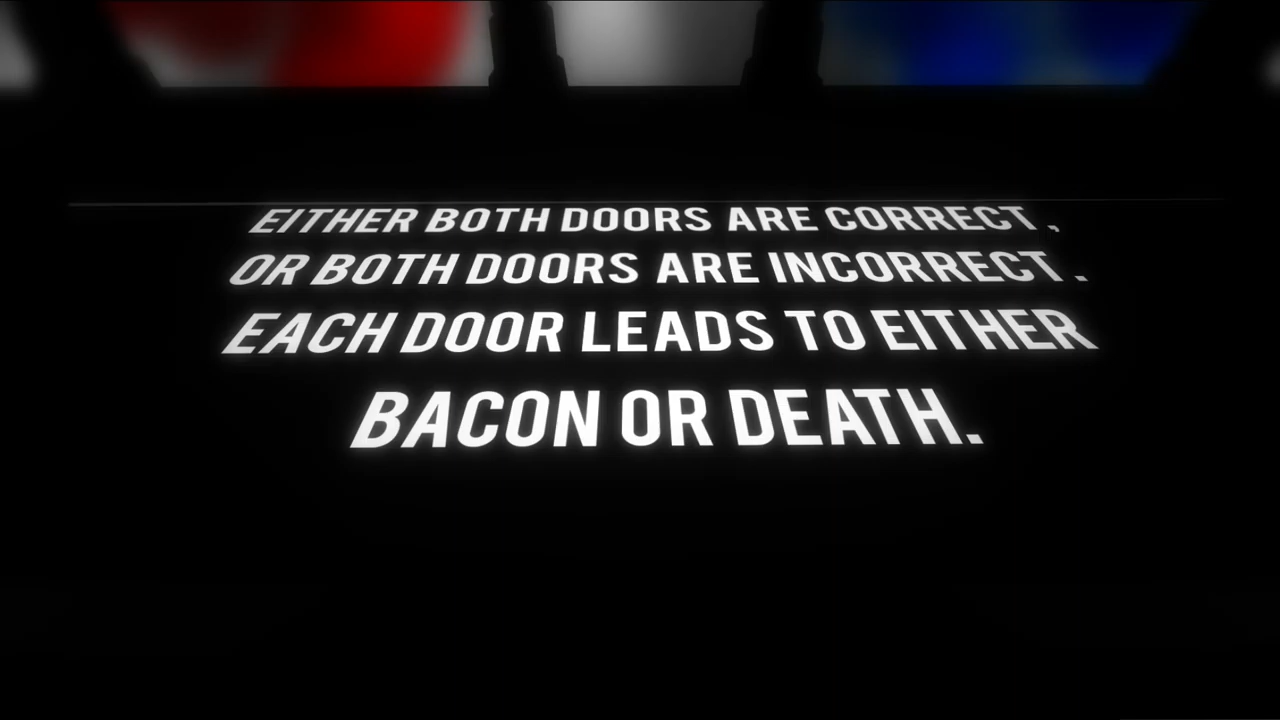 EITHER BOTH DOORS ARE CORRECT,
OR BOTH DOORS ARE INCORRECT.
EACH DOOR LEADS TO EITHER
BACON OR DEATH.